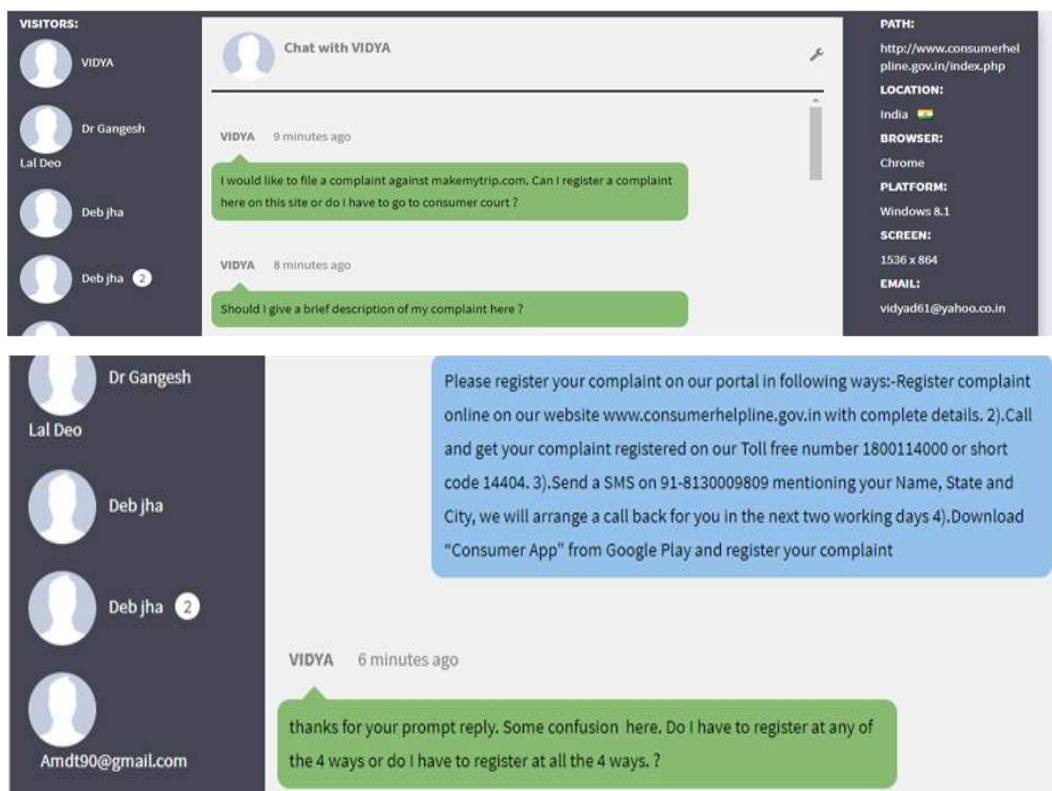 VISITORS:
VIDYA
Dr Gangesh
Lal Deo
Deb jha
Deb jha 2
Chat with VIDYA
VIDYA 9 minutes ago
I would like to file a complaint against makemytrip.com. Can I register a complaint
here on this site or do I have to go to consumer court ?
VIDYA 8 minutes ago
Should I give a brief description of my complaint here ?
PATH:
http://www.consumerhel
pline.gov.in/index.php
LOCATION:
India
BROWSER:
Chrome
PLATFORM:
Windows 8.1
SCREEN:
1536 x 864
EMAIL:
vidyad61@yahoo.co.in
Dr Gangesh
Lal Deo
Deb jha
Deb jha 2
Amdt90@gmail.com
Please register your complaint on our portal in following ways:-Register complaint
online on our website www.consumerhelpline.gov.in with complete details. 2).Call
and get your complaint registered on our Toll free number 1800114000 or short
code 14404. 3).Send a SMS on 91-8130009809 mentioning your Name, State and
City, we will arrange a call back for you in the next two working days 4).Download
“Consumer App” from Google Play and register your complaint
VIDYA 6 minutes ago
thanks for your prompt reply. Some confusion here. Do I have to register at any of
the 4 ways or do I have to register at all the 4 ways. ?